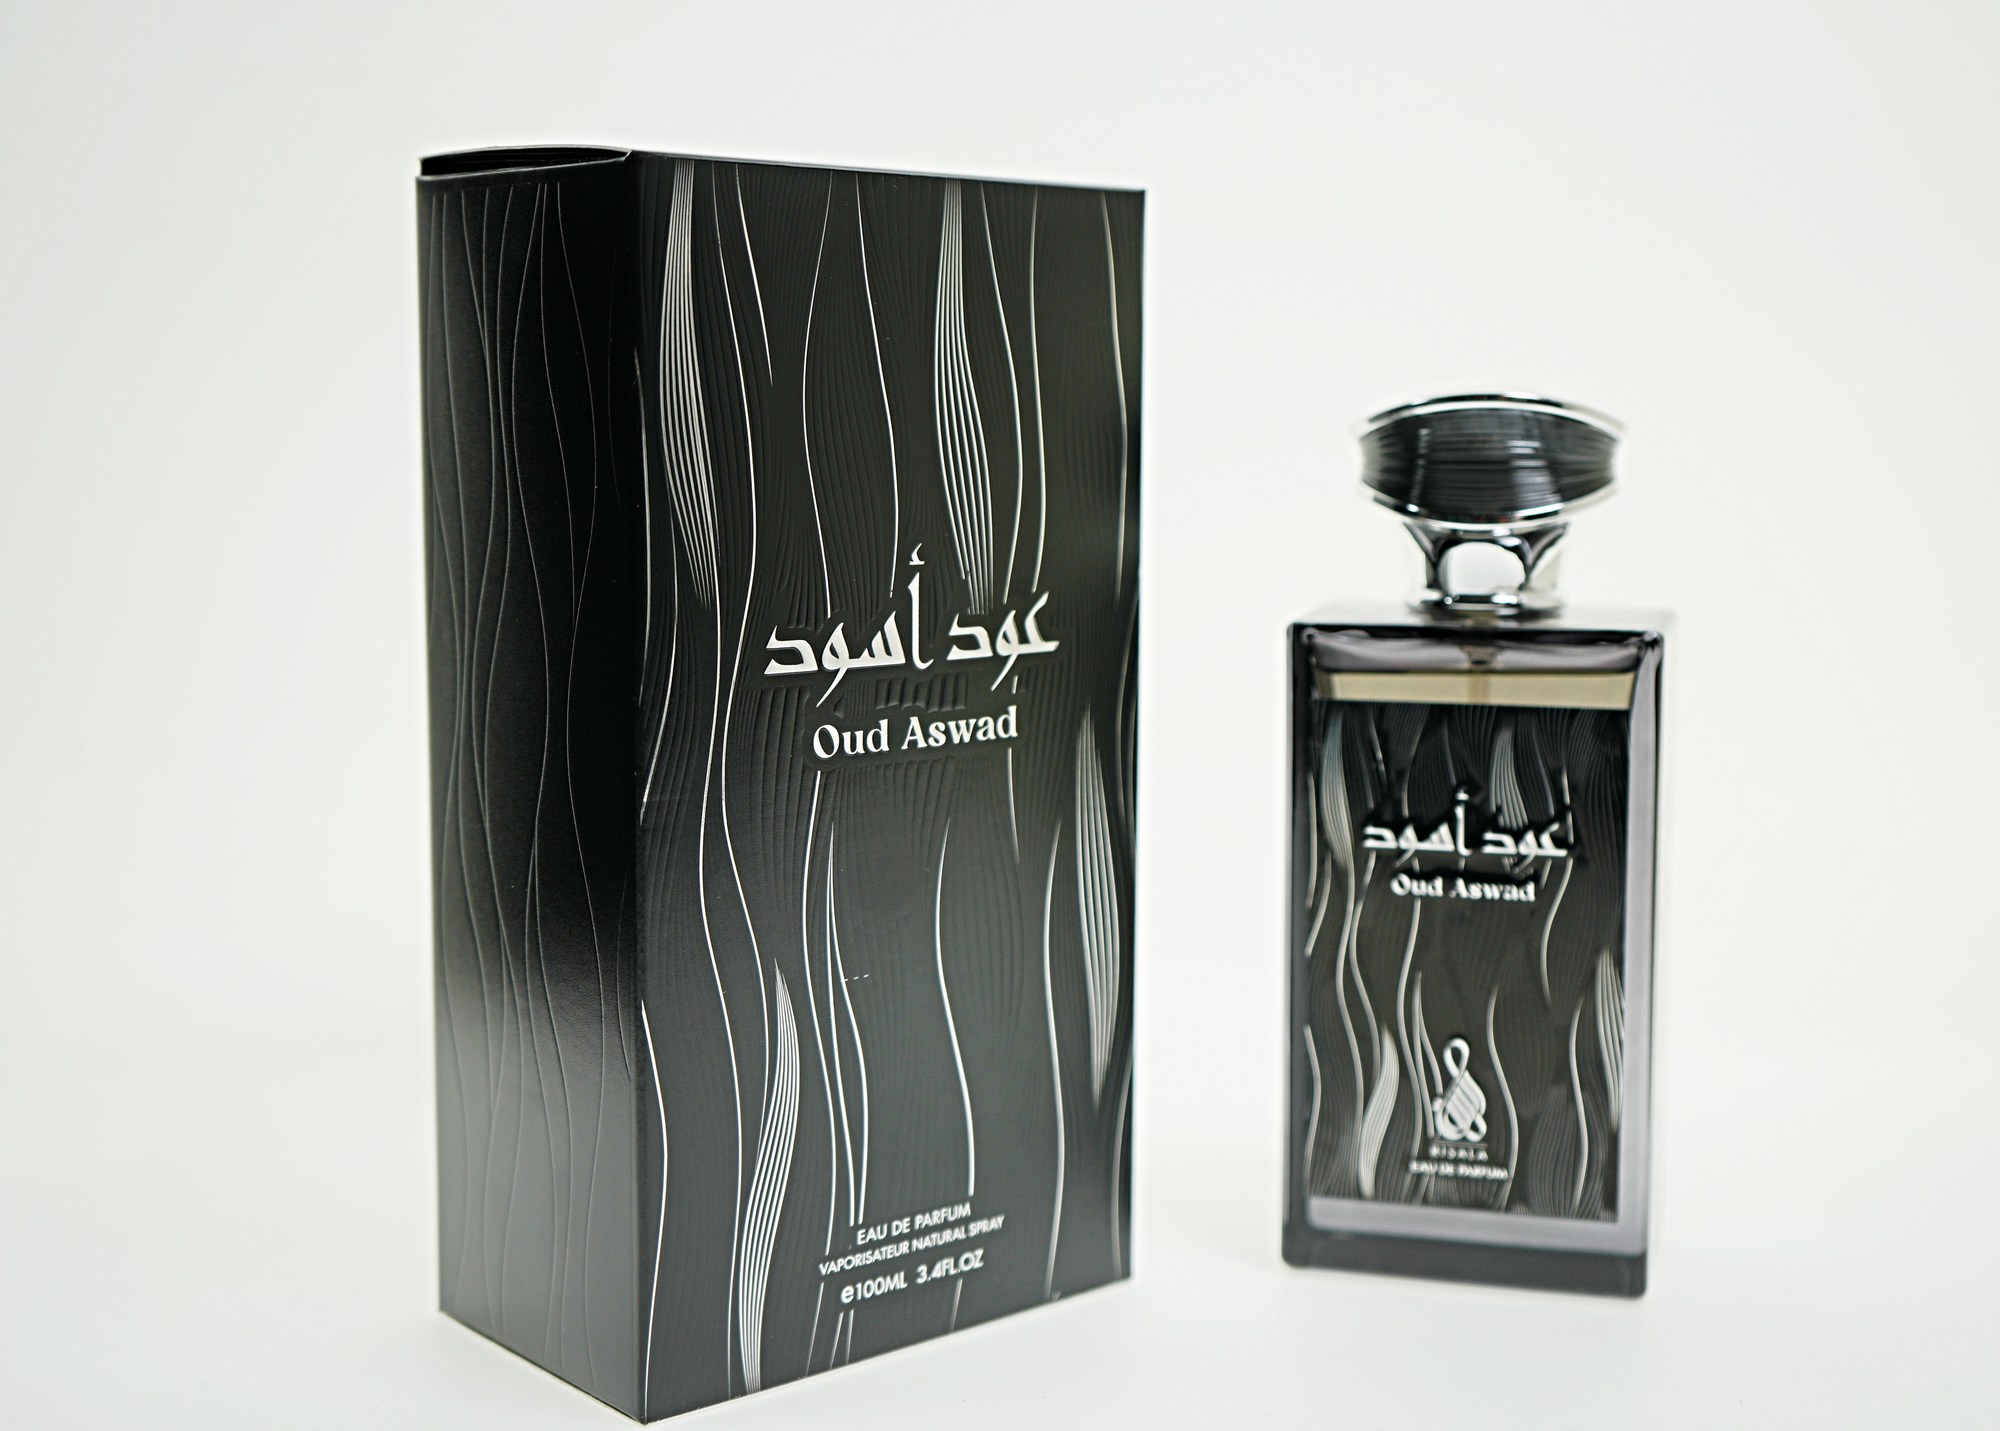 عود أسود
Oud Aswad
EAU DE PARFUM
VAPORISATEUR NATURAL SPRAY
e100ML 3.4FL.OZ
عود أسود
Oud Aswad
RISALA
EAU DE PARFUM